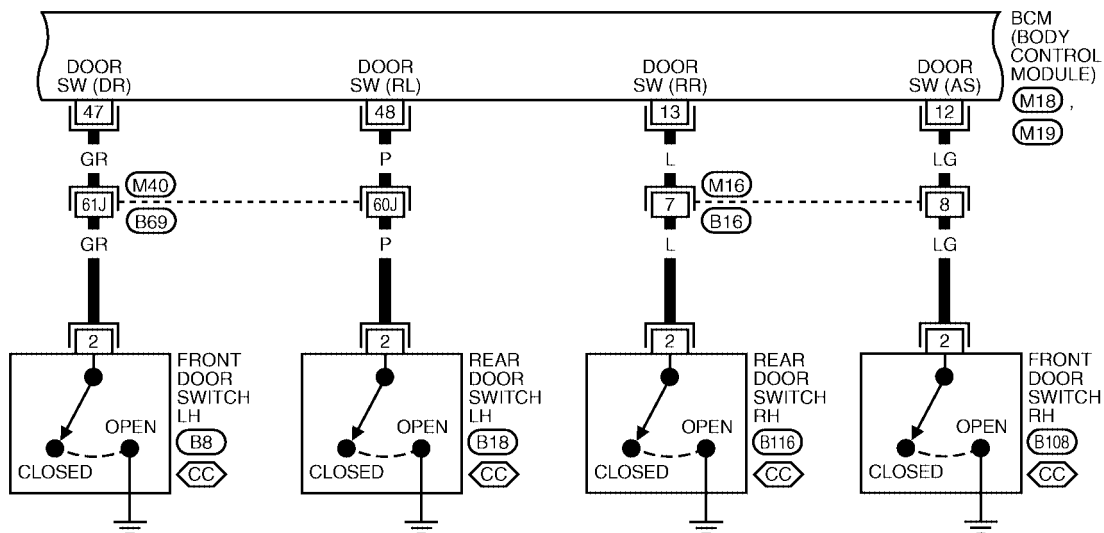 BCM
(BODY
CONTROL
MODULE)
M18 ,
M19
DOOR
SW (DR)
DOOR
SW (RL)
DOOR
SW (RR)
DOOR
SW (AS)
47
48
13
12
GR
P
L
LG
M40
M16
61J
60J
7
8
B69
B16
GR
P
L
LG
2
2
2
2
FRONT
DOOR
SWITCH
LH
B8
CC
OPEN
CLOSED
REAR
DOOR
SWITCH
LH
B18
CC
OPEN
CLOSED
REAR
DOOR
SWITCH
RH
B116
CC
OPEN
CLOSED
FRONT
DOOR
SWITCH
RH
B108
CC
OPEN
CLOSED